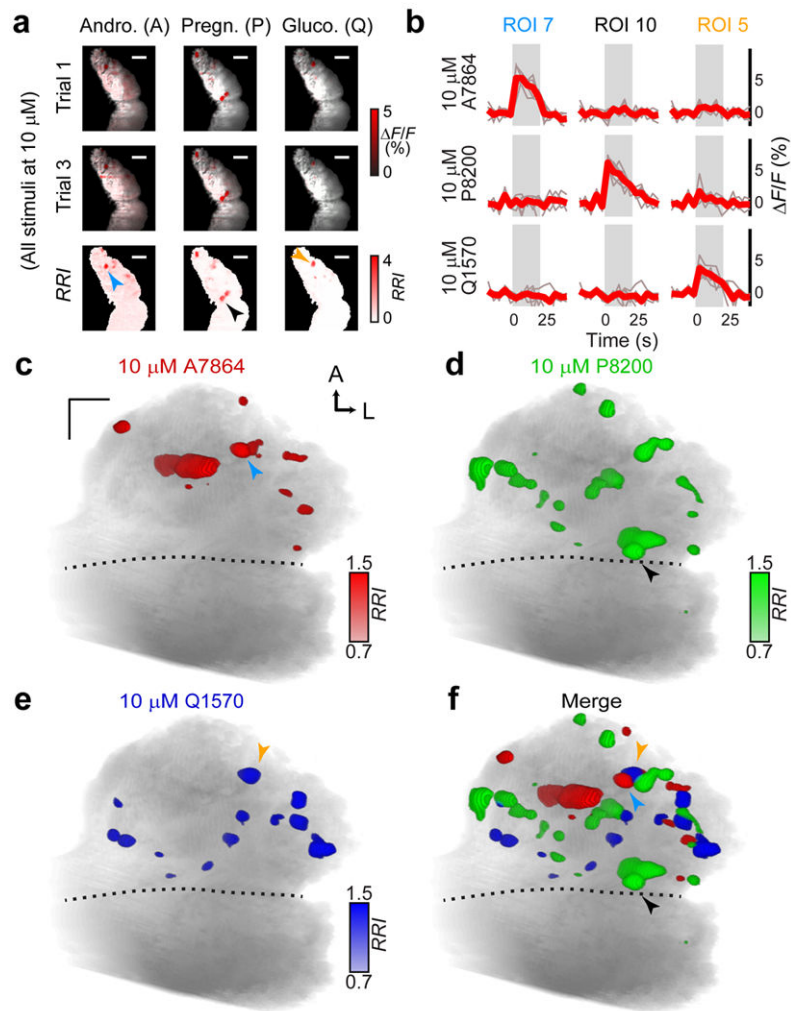 a
Andro. (A) Pregn. (P) Gluco. (Q)
(All stimuli at 10 µM)
Trial 1
Trial 3
RRI
5
ΔF/F
(%)
0
4
RRI
0
b
ROI 7 ROI 10 ROI 5
10 µM
A7864
5
0
10 µM
P8200
5
0
ΔF/F (%)
10 µM
Q1570
5
0
0 25 0 25 0 25
Time (s)
c
10 µM A7864
A
L
1.5
RRI
0.7
d
10 µM P8200
1.5
RRI
0.7
e
10 µM Q1570
1.5
RRI
0.7
f
Merge